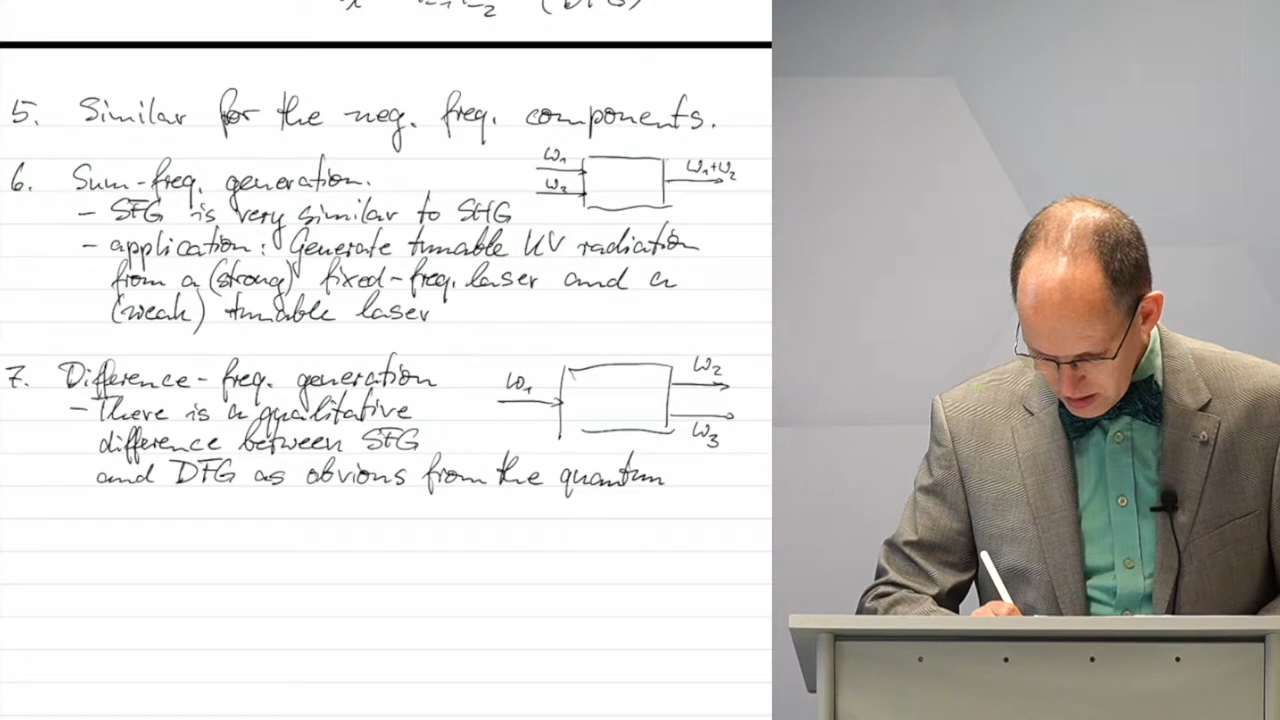 5. Similar for the neg. freq. components.
6. Sum-freq. generation.
ω1
ω2
ω1+ω2
- SFG is very similar to SHG
- application: Generate tunable UV radiation
from a (strong) fixed-freq. laser and a
(weak) tunable laser
7. Difference-freq. generation
ω1
ω2
ω3
- There is a qualitative
difference between SFG
and DFG as obvious from the quantum